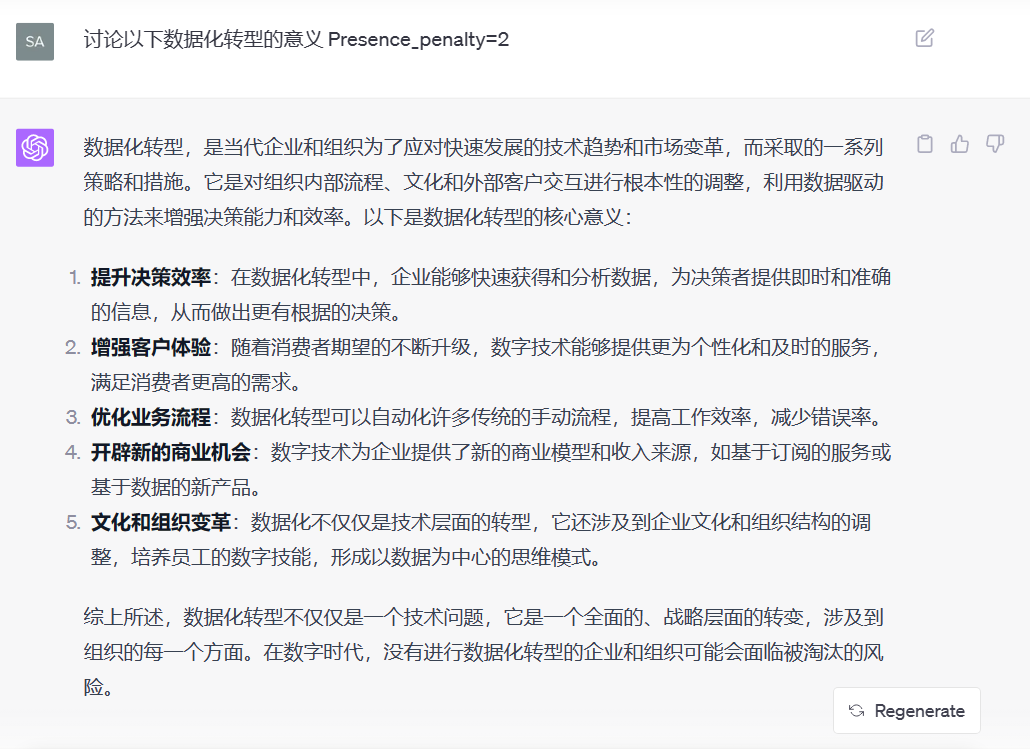 SA
讨论以下数据化转型的意义 Presence_penalty=2
数据化转型，是当代企业和组织为了应对快速发展的技术趋势和市场变革，而采取的一系列
策略和措施。它是对组织内部流程、文化和外部客户交互进行根本性的调整，利用数据驱动
的方法来增强决策能力和效率。以下是数据化转型的核心意义：
1. 提升决策效率：在数据化转型中，企业能够快速获得和分析数据，为决策者提供即时和准确
的信息，从而做出更有根据的决策。
2. 增强客户体验：随着消费者期望的不断升级，数字技术能够提供更为个性化和及时的服务，
满足消费者更高的需求。
3. 优化业务流程：数据化转型可以自动化许多传统的手动流程，提高工作效率，减少错误率。
4. 开辟新的商业机会：数字技术为企业提供了新的商业模型和收入来源，如基于订阅的服务或
基于数据的新产品。
5. 文化和组织变革：数据化不仅仅是技术层面的转型，它还涉及到企业文化和组织结构的调
整，培养员工的数字技能，形成以数据为中心的思维模式。
综上所述，数据化转型不仅仅是一个技术问题，它是一个全面的、战略层面的转变，涉及到
组织的每一个方面。在数字时代，没有进行数据化转型的企业和组织可能会面临被淘汰的风
险。
Regenerate